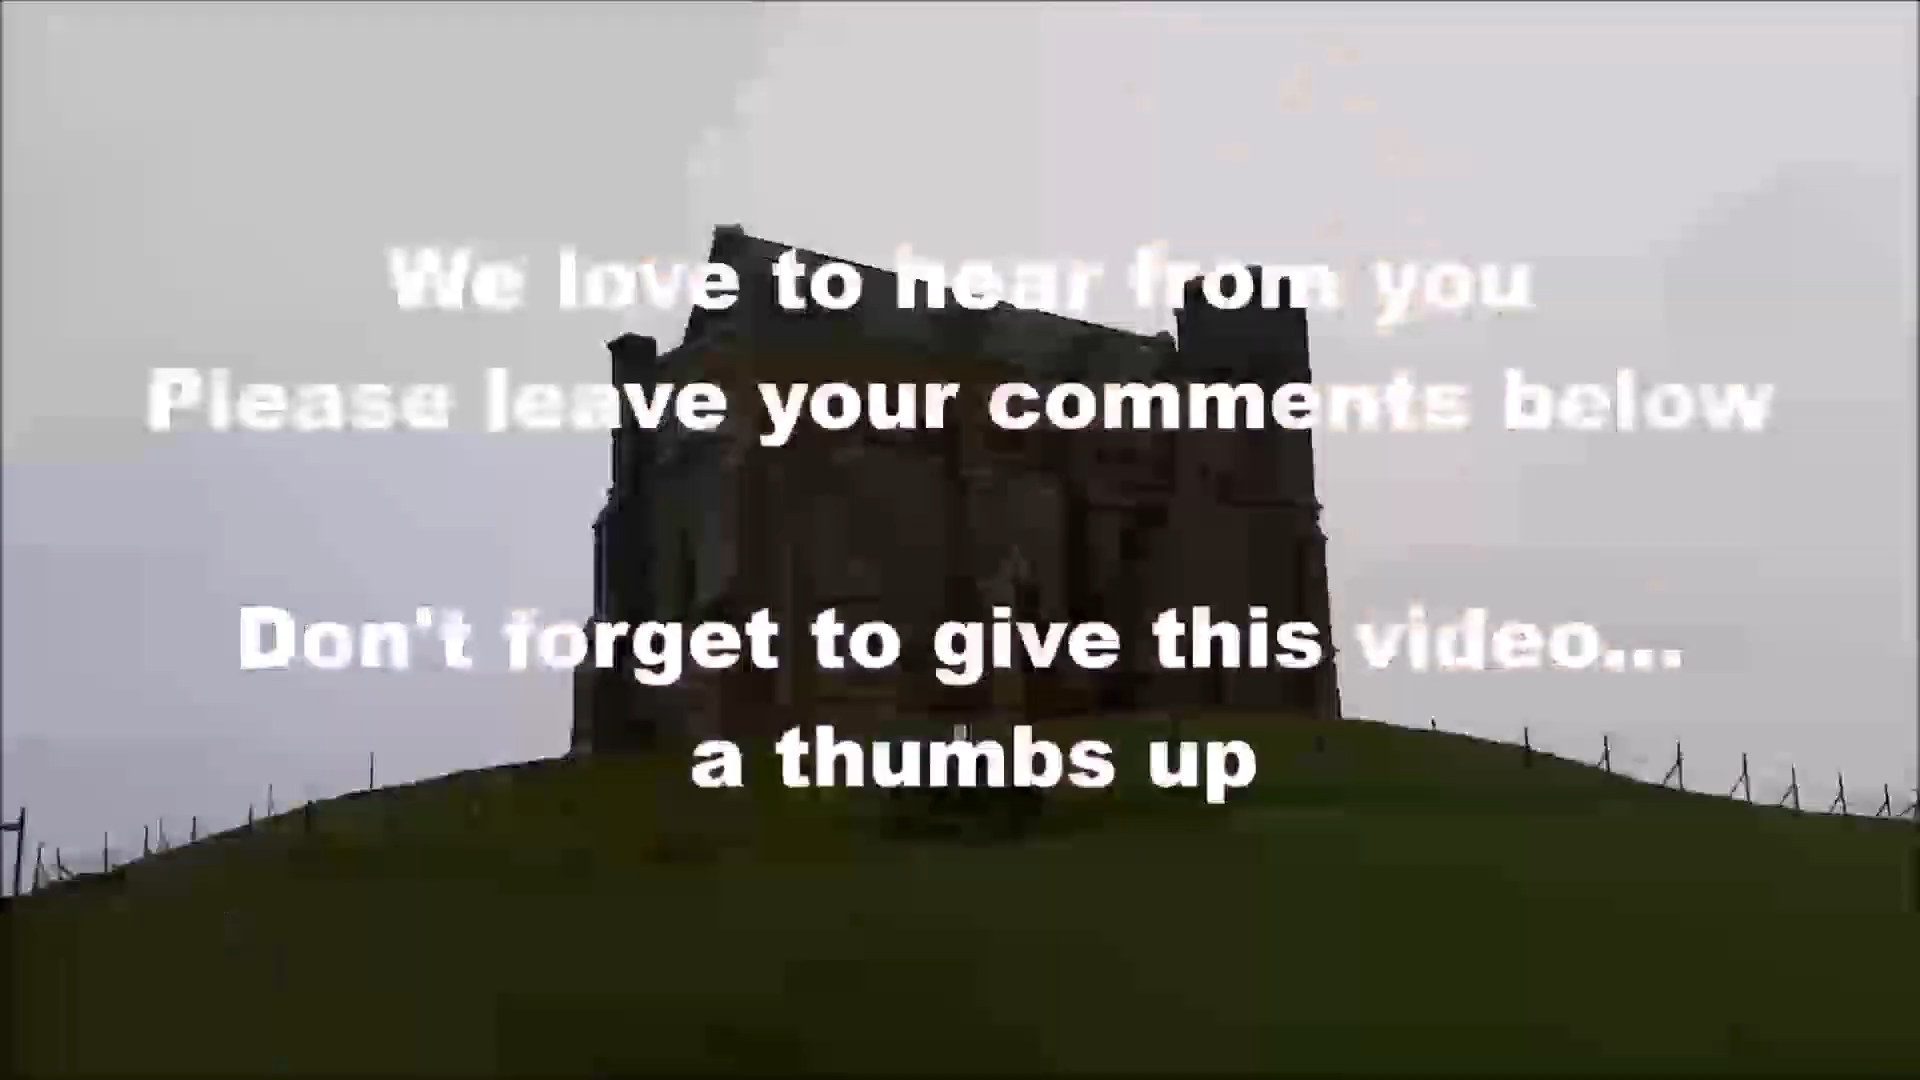 We love to hear from you
Please leave your comments below
Don't forget to give this video...
a thumbs up